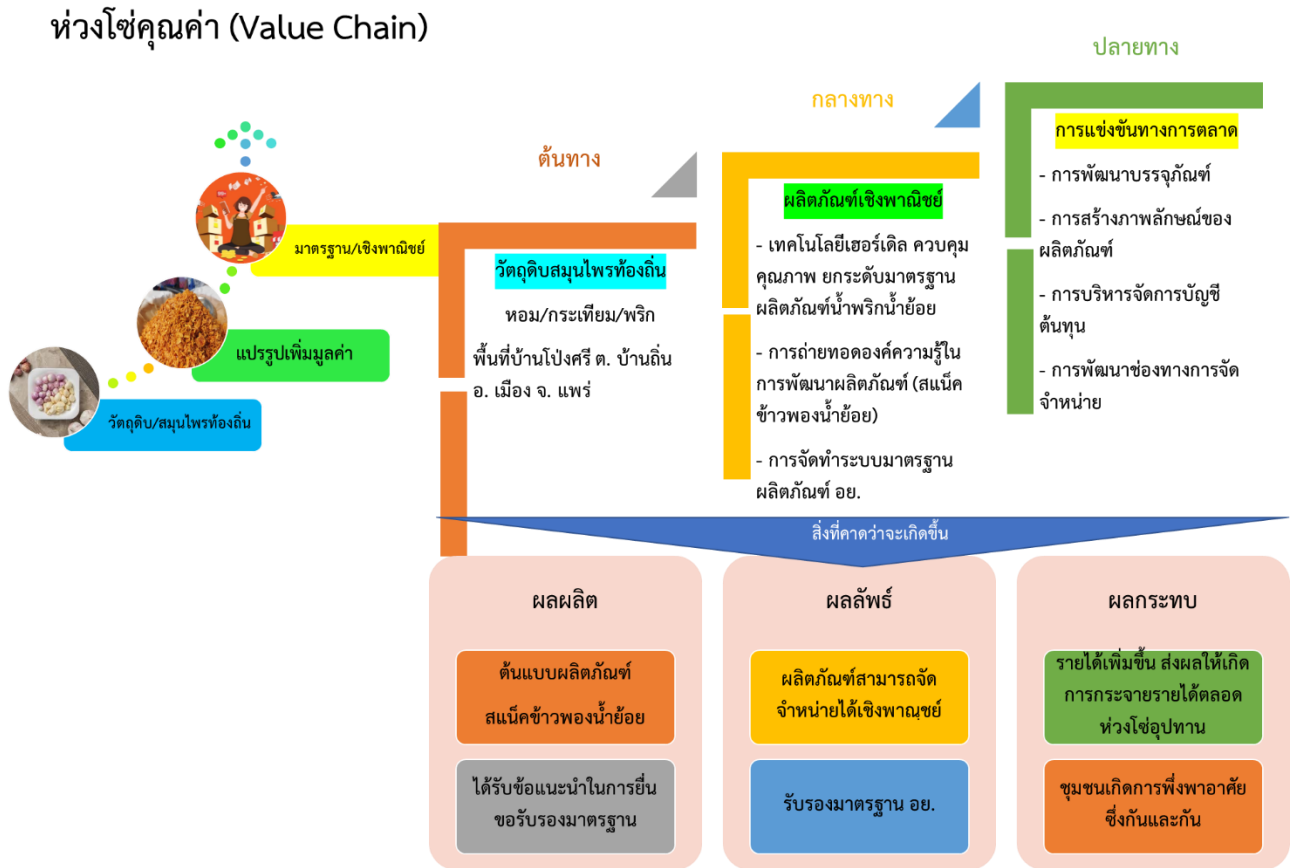 ห่วงโซ่คุณค่า (Value Chain)
มาตรฐาน/เชิงพาณิชย์
แปรรูปเพิ่มมูลค่า
วัตถุดิบ/สมุนไพรท้องถิ่น
ต้นทาง
วัตถุดิบสมุนไพรท้องถิ่น
หอม/กระเทียม/พริก
พื้นที่บ้านโป่งศรี ต. บ้านถิ่น
อ. เมือง จ. แพร่
กลางทาง
ผลิตภัณฑ์เชิงพาณิชย์
- เทคโนโลยีเฮอร์เดิล ควบคุม
คุณภาพ ยกระดับมาตรฐาน
ผลิตภัณฑ์น้ำพริกน้ำย้อย
- การถ่ายทอดองค์ความรู้ใน
การพัฒนาผลิตภัณฑ์ (สแน็ค
ข้าวพองน้ำย้อย)
- การจัดทำระบบมาตรฐาน
ผลิตภัณฑ์ อย.
ปลายทาง
การแข่งขันทางการตลาด
- การพัฒนาบรรจุภัณฑ์
- การสร้างภาพลักษณ์ของ
ผลิตภัณฑ์
- การบริหารจัดการบัญชี
ต้นทุน
- การพัฒนาช่องทางการจัด
จำหน่าย
สิ่งที่คาดว่าจะเกิดขึ้น
ผลผลิต
ต้นแบบผลิตภัณฑ์
สแน็คข้าวพองน้ำย้อย
ได้รับข้อแนะนำในการยื่น
ขอรับรองมาตรฐาน
ผลลัพธ์
ผลิตภัณฑ์สามารถจัด
จำหน่ายได้เชิงพาณฺชย์
รับรองมาตรฐาน อย.
ผลกระทบ
รายได้เพิ่มขึ้น ส่งผลให้เกิด
การกระจายรายได้ตลอด
ห่วงโซ่อุปทาน
ชุมชนเกิดการพึ่งพาอาศัย
ซึ่งกันและกัน